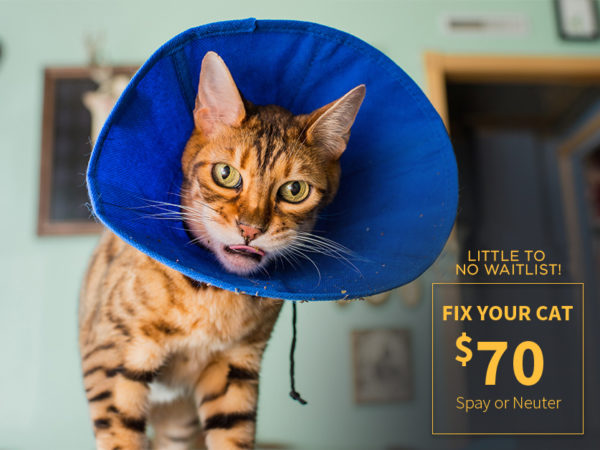 LITTLE TO
NO WAITLIST!
FIX YOUR CAT
$70
Spay or Neuter